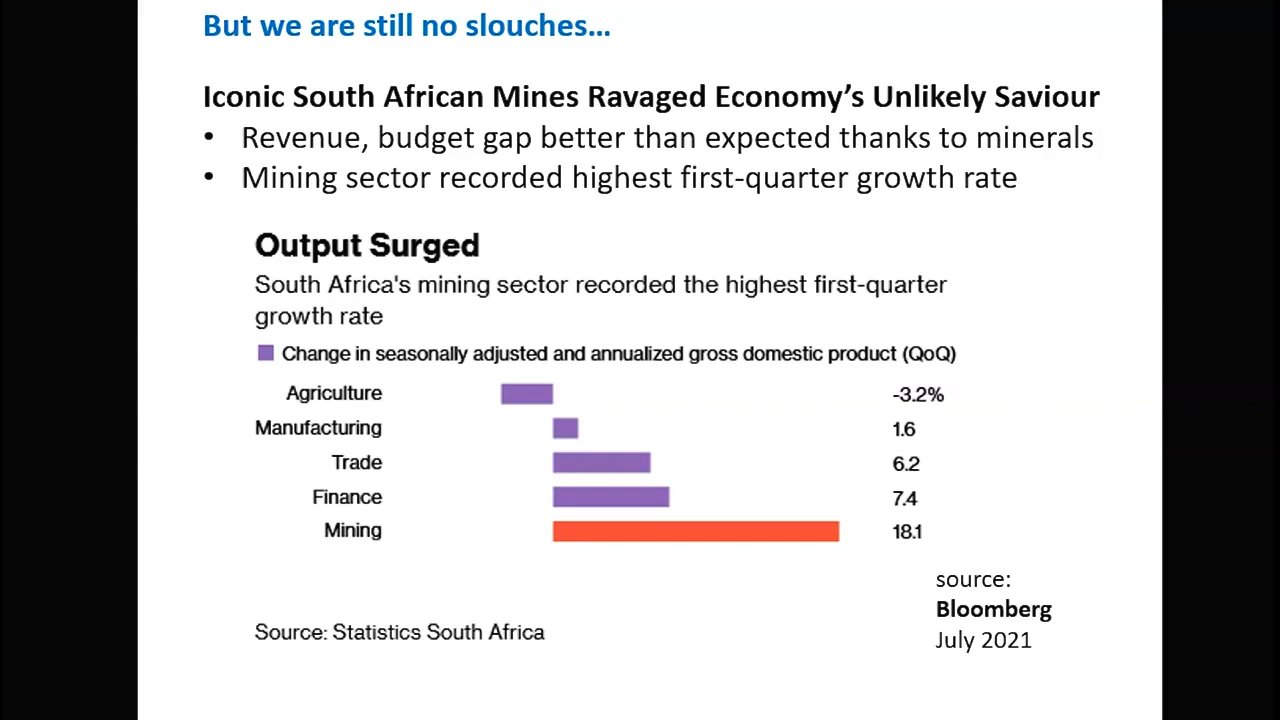 But we are still no slouches...
Iconic South African Mines Ravaged Economy's Unlikely Saviour
• Revenue, budget gap better than expected thanks to minerals
• Mining sector recorded highest first-quarter growth rate
Output Surged
South Africa's mining sector recorded the highest first-quarter
growth rate
Change in seasonally adjusted and annualized gross domestic product (QoQ)
Agriculture -3.2%
Manufacturing 1.6
Trade 6.2
Finance 7.4
Mining 18.1
source:
Bloomberg
July 2021
Source: Statistics South Africa